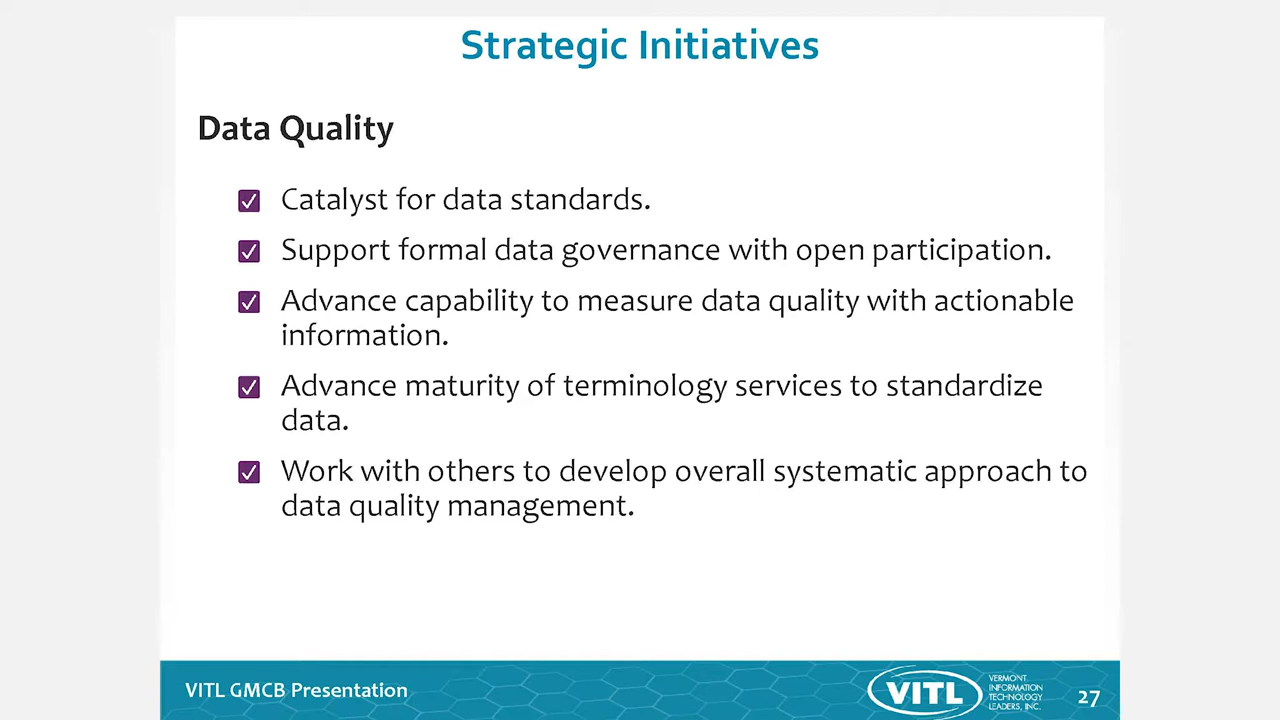 Strategic Initiatives
Data Quality
Catalyst for data standards.
Support formal data governance with open participation.
Advance capability to measure data quality with actionable
information.
Advance maturity of terminology services to standardize
data.
Work with others to develop overall systematic approach to
data quality management.
VITL GMCB Presentation
VITL
VERMONT
INFORMATION
TECHNOLOGY
LEADERS, INC.
27